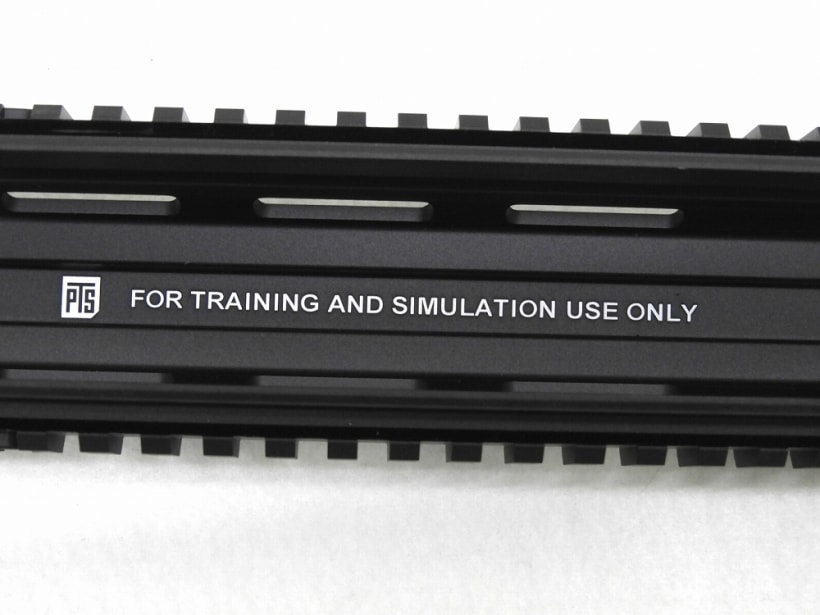 PTS FOR TRAINING AND SIMULATION USE ONLY